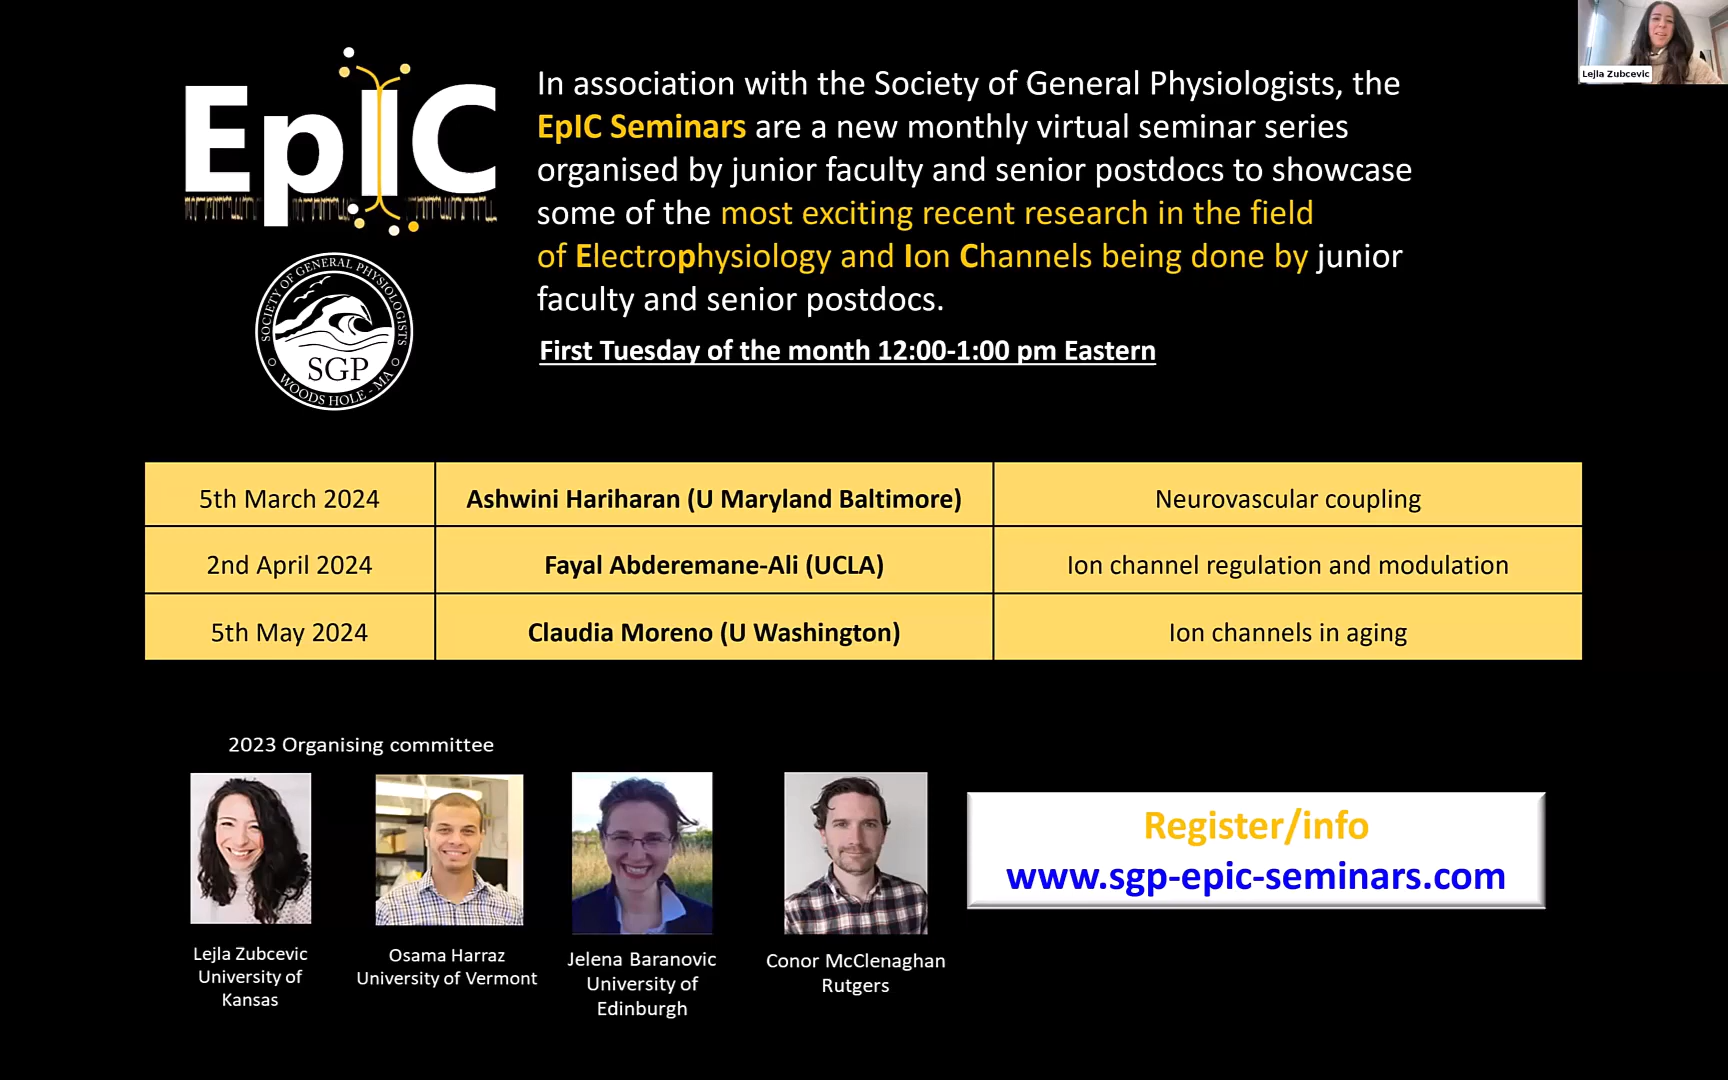 Lejla Zubcevic
EpIC
In association with the Society of General Physiologists, the
EpIC Seminars are a new monthly virtual seminar series
organised by junior faculty and senior postdocs to showcase
some of the most exciting recent research in the field
of Electrophysiology and Ion Channels being done by junior
faculty and senior postdocs.
First Tuesday of the month 12:00-1:00 pm Eastern
SOCIETY OF GENERAL PHYSIOLOGISTS
SGP
WOODS HOLE - MA
5th March 2024 Ashwini Hariharan (U Maryland Baltimore) Neurovascular coupling
2nd April 2024 Fayal Abderemane-Ali (UCLA) Ion channel regulation and modulation
5th May 2024 Claudia Moreno (U Washington) Ion channels in aging
2023 Organising committee
Lejla Zubcevic
University of
Kansas
Osama Harraz
University of Vermont
Jelena Baranovic
University of
Edinburgh
Conor McClenaghan
Rutgers
Register/info
www.sgp-epic-seminars.com